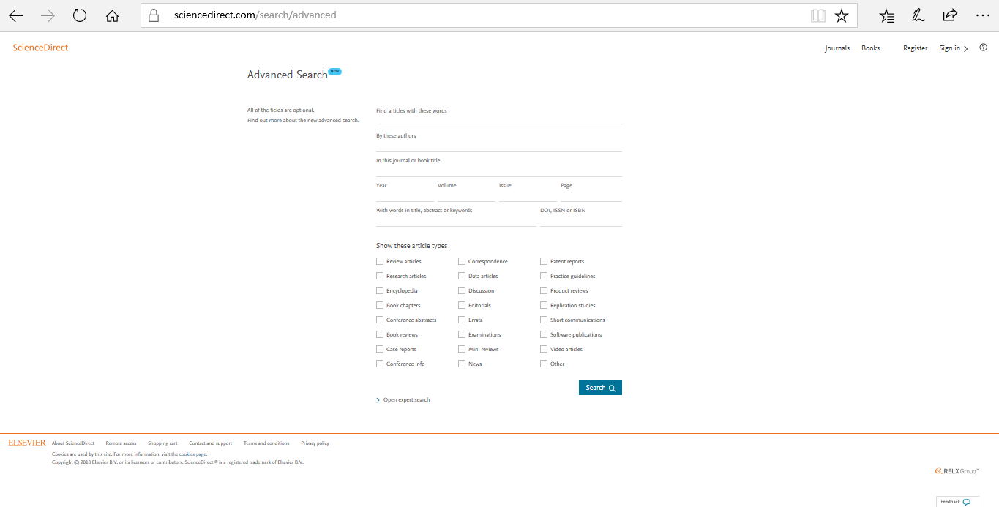 sciencedirect.com/search/advanced
ScienceDirect
Journals Books Register Sign in
Advanced Search new
All of the fields are optional.
Find out more about the new advanced search.
Find articles with these words
By these authors
In this journal or book title
Year Volume Issue Page
With words in title, abstract or keywords DOI, ISSN or ISBN
Show these article types
Review articles Correspondence Patent reports
Research articles Data articles Practice guidelines
Encyclopedia Discussion Product reviews
Book chapters Editorials Replication studies
Conference abstracts Errata Short communications
Book reviews Examinations Software publications
Case reports Mini reviews Video articles
Conference info News Other
Search
Open expert search
ELSEVIER About ScienceDirect Remote access Shopping cart Contact and support Terms and conditions Privacy policy
Cookies are used by this site. For more information, visit the cookies page.
Copyright © 2018 Elsevier B.V. or its licensors or contributors. ScienceDirect ® is a registered trademark of Elsevier B.V.
RELX Group™
Feedback